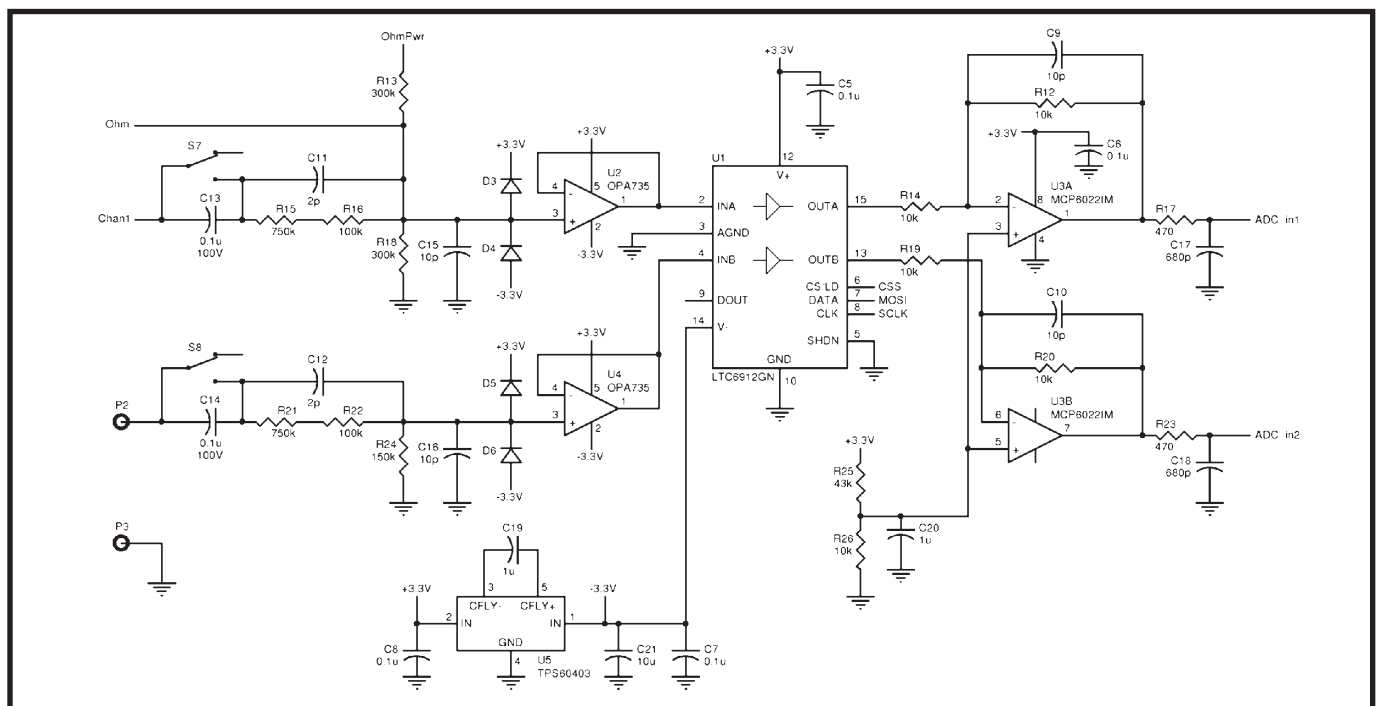 OhmPwr
R13
300k
Ohm
S7
C11
2p
Chan1
C13
0.1u
100V
R15
750k
R16
100k
R18
300k
C15
10p
+3.3V
D3
D4
-3.3V
+3.3V
U2
OPA735
4
-
5
1
3
+
2
-3.3V
+3.3V
C5
0.1u
U1
12
V+
2
INA
OUTA
15
3
AGND
4
INB
OUTB
13
CS:LD
6
CSS
9
DOUT
DATA
7
MOSI
CLK
8
SCLK
14
V-
SHDN
5
GND
LTC6912GN
10
C9
10p
R12
10k
+3.3V
C6
0.1u
R14
10k
U3A
MCP6022IM
2
-
8
1
3
+
4
R17
470
ADC in1
C17
680p
R19
10k
C10
10p
R20
10k
U3B
MCP6022IM
6
-
7
5
+
R23
470
ADC in2
C18
680p
+3.3V
R25
43k
R26
10k
C20
1u
S8
C12
2p
P2
C14
0.1u
100V
R21
750k
R22
100k
R24
150k
C16
10p
+3.3V
D5
D6
-3.3V
+3.3V
U4
OPA735
4
-
5
1
3
+
2
-3.3V
P3
C19
1u
+3.3V
3
5
-3.3V
CFLY-
CFLY+
2
IN
IN
1
GND
C8
0.1u
4
U5
TPS60403
C21
10u
C7
0.1u